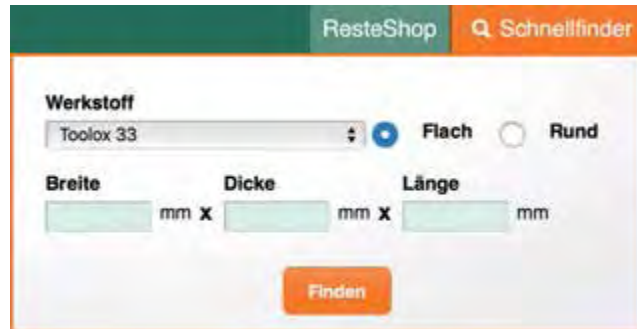 ResteShop Schnellfinder
Werkstoff
Toolox 33 Flach Rund
Breite Dicke Länge
mm x mm x mm
Finden